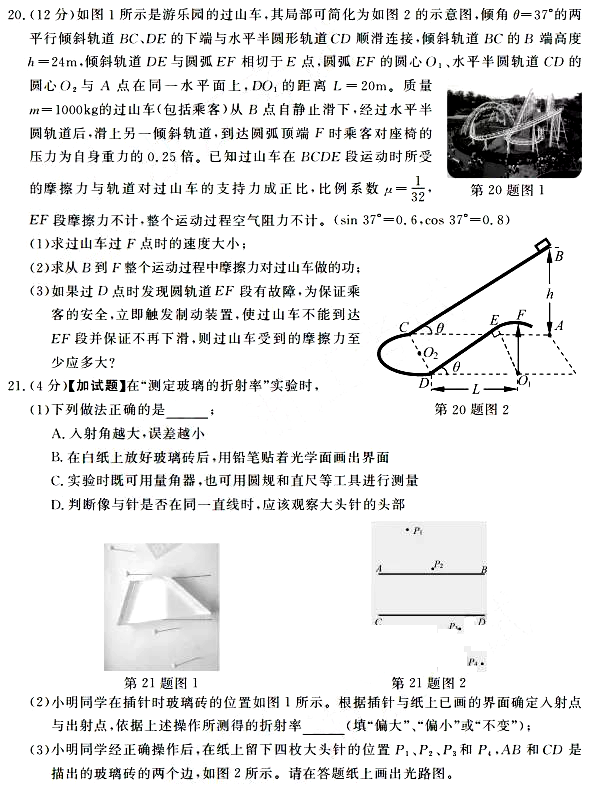 20.(12分)如图1所示是游乐园的过山车,其局部可简化为如图2的示意图,倾角θ=37°的两
平行倾斜轨道BC、DE的下端与水平半圆形轨道CD顺滑连接,倾斜轨道BC的B端高度
h=24m,倾斜轨道DE与圆弧EF相切于E点,圆弧EF的圆心O₁、水平半圆轨道CD的
圆心O₂与A点在同一水平面上,DO₁的距离L=20m。质量
m=1000kg的过山车(包括乘客)从B点自静止滑下,经过水平半
圆轨道后,滑上另一倾斜轨道,到达圆弧顶端F时乘客对座椅的
压力为自身重力的0.25倍。已知过山车在BCDE段运动时所受
的摩擦力与轨道对过山车的支持力成正比,比例系数μ=1/32,
第20题图1
EF段摩擦力不计,整个运动过程空气阻力不计。(sin 37°=0.6,cos 37°=0.8)
(1)求过山车过F点时的速度大小;
(2)求从B到F整个运动过程中摩擦力对过山车做的功;
(3)如果过D点时发现圆轨道EF段有故障,为保证乘
客的安全,立即触发制动装置,使过山车不能到达
EF段并保证不再下滑,则过山车受到的摩擦力至
少应多大?
B
h
C
θ
E
F
A
O₂
D
θ
L
O₁
第20题图2
21.(4分)【加试题】在“测定玻璃的折射率”实验时,
(1)下列做法正确的是______;
A. 入射角越大,误差越小
B. 在白纸上放好玻璃砖后,用铅笔贴着光学面画出界面
C. 实验时既可用量角器,也可用圆规和直尺等工具进行测量
D. 判断像与针是否在同一直线时,应该观察大头针的头部
P₁
P₂
A
B
C
D
P₃
P₄
第21题图1
第21题图2
(2)小明同学在插针时玻璃砖的位置如图1所示。根据插针与纸上已画的界面确定入射点
与出射点,依据上述操作所测得的折射率______(填“偏大”、“偏小”或“不变”);
(3)小明同学经正确操作后,在纸上留下四枚大头针的位置P₁、P₂、P₃和P₄,AB和CD是
描出的玻璃砖的两个边,如图2所示。请在答题纸上画出光路图。